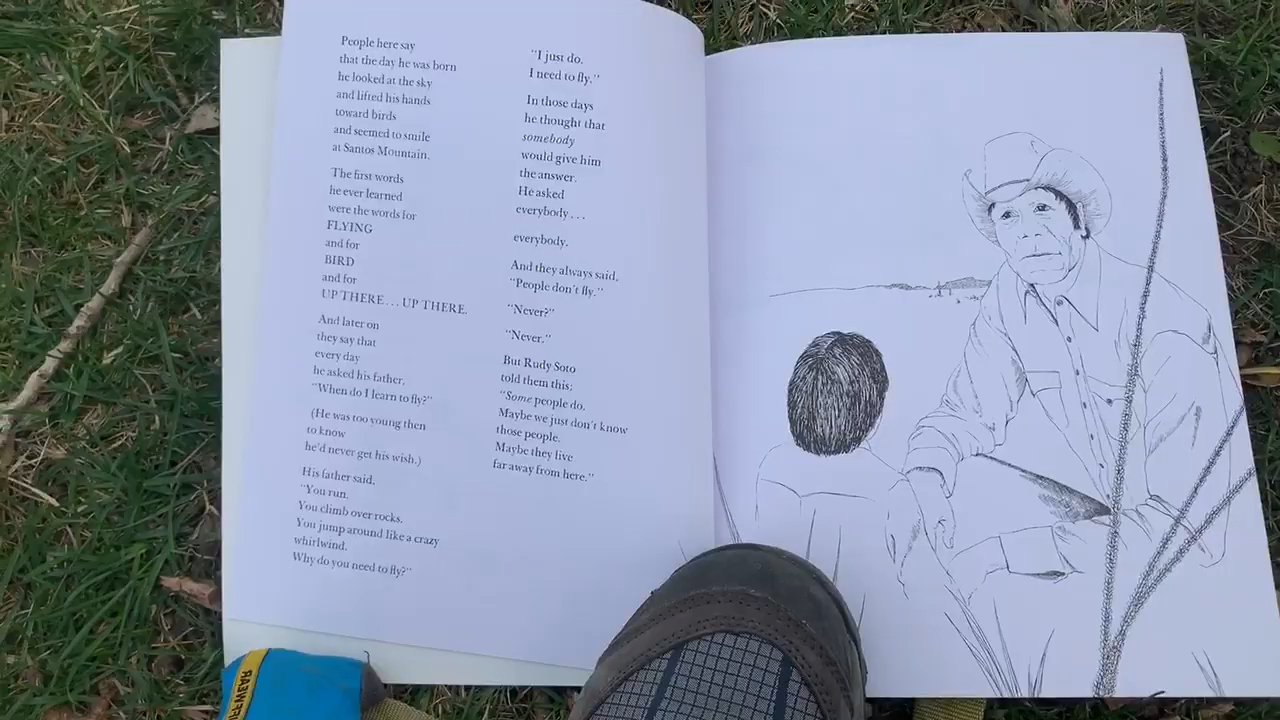 People here say
that the day he was born
he looked at the sky
and lifted his hands
toward birds
and seemed to smile
at Santos Mountain.
The first words
he ever learned
were the words for
FLYING
and for
BIRD
and for
UP THERE... UP THERE.
And later on
they say that
every day
he asked his father,
"When do I learn to fly?"
(He was too young then
to know
he'd never get his wish.)
His father said,
"You run.
You climb over rocks.
You jump around like a crazy
whirlwind.
Why do you need to fly?"
"I just do.
I need to fly."
In those days
he thought that
somebody
would give him
the answer.
He asked
everybody...
everybody.
And they always said,
"People don't fly."
"Never?"
"Never."
But Rudy Soto
told them this:
"Some people do.
Maybe we just don't know
those people.
Maybe they live
far away from here."